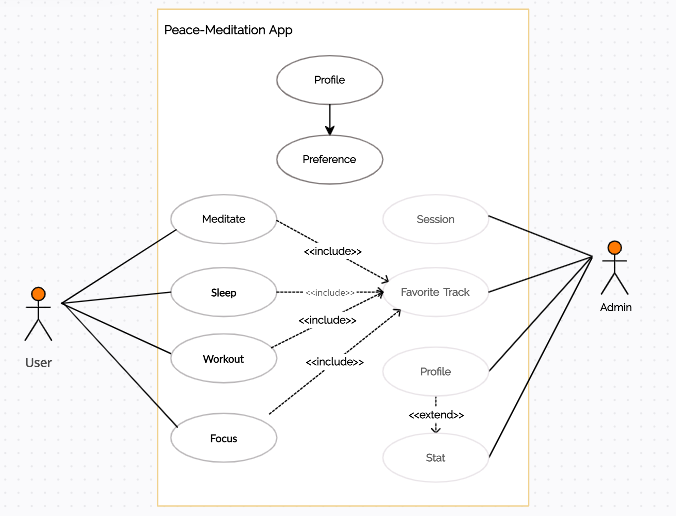 Peace-Meditation App
Profile
Preference
Meditate
Session
<<include>>
Sleep
<<include>>
Favorite Track
<<include>>
Workout
<<include>>
Profile
<<extend>>
Focus
Stat
User
Admin